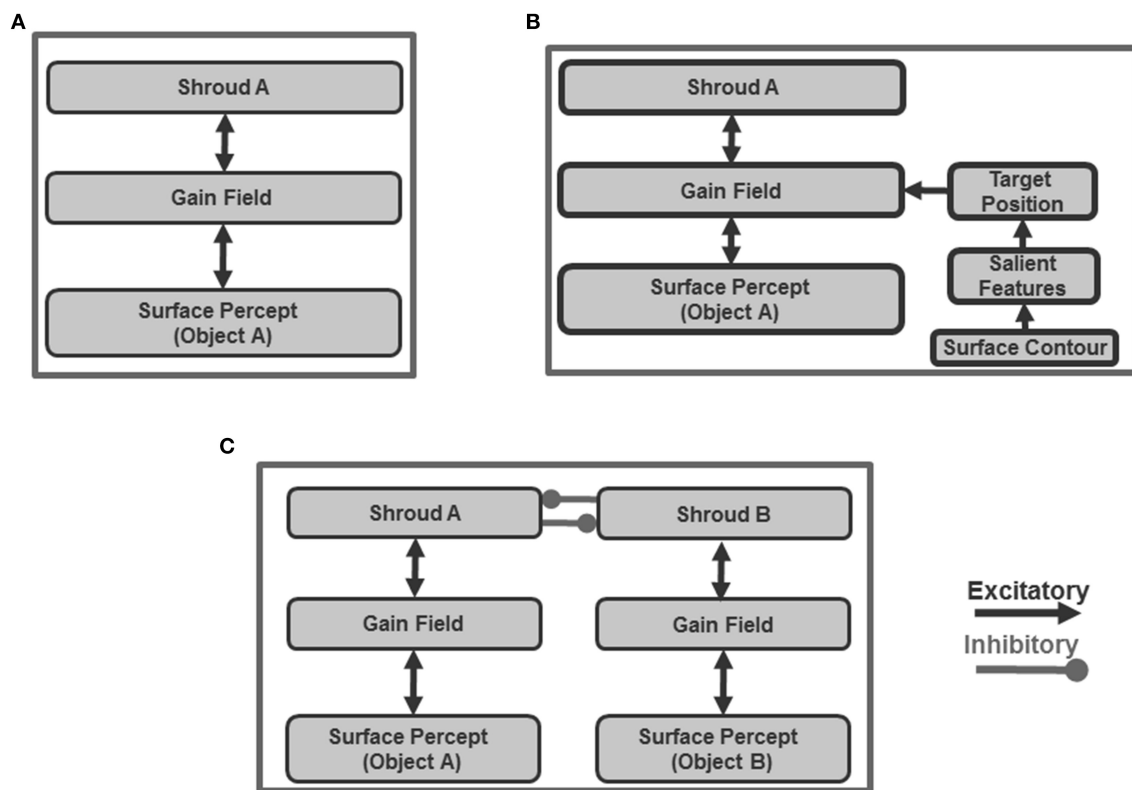 A
Shroud A
Gain Field
Surface Percept
(Object A)
B
Shroud A
Gain Field
Surface Percept
(Object A)
Target
Position
Salient
Features
Surface Contour
C
Shroud A
Shroud B
Gain Field
Gain Field
Surface Percept
(Object A)
Surface Percept
(Object B)
Excitatory
Inhibitory